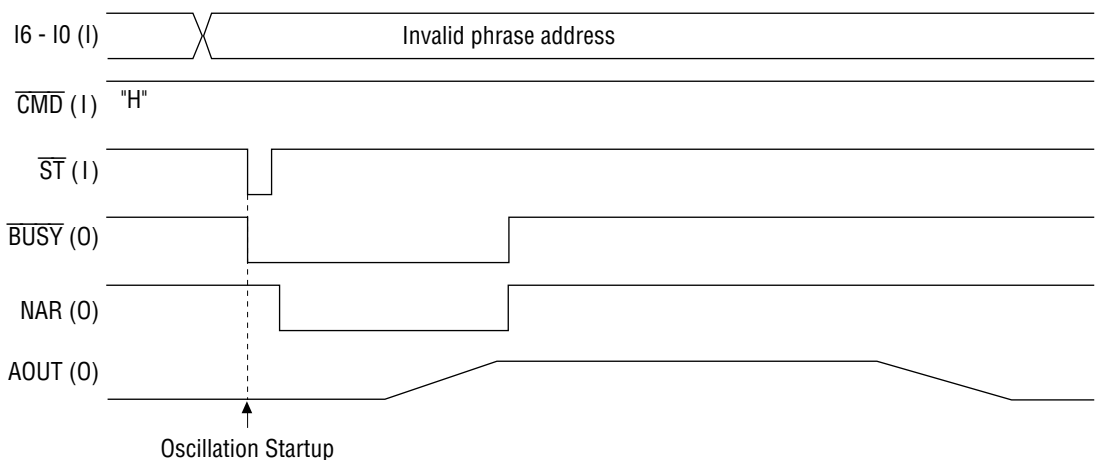 I6 - I0 (I)
Invalid phrase address
CMD (I)
"H"
ST (I)
BUSY (O)
NAR (O)
AOUT (O)
Oscillation Startup